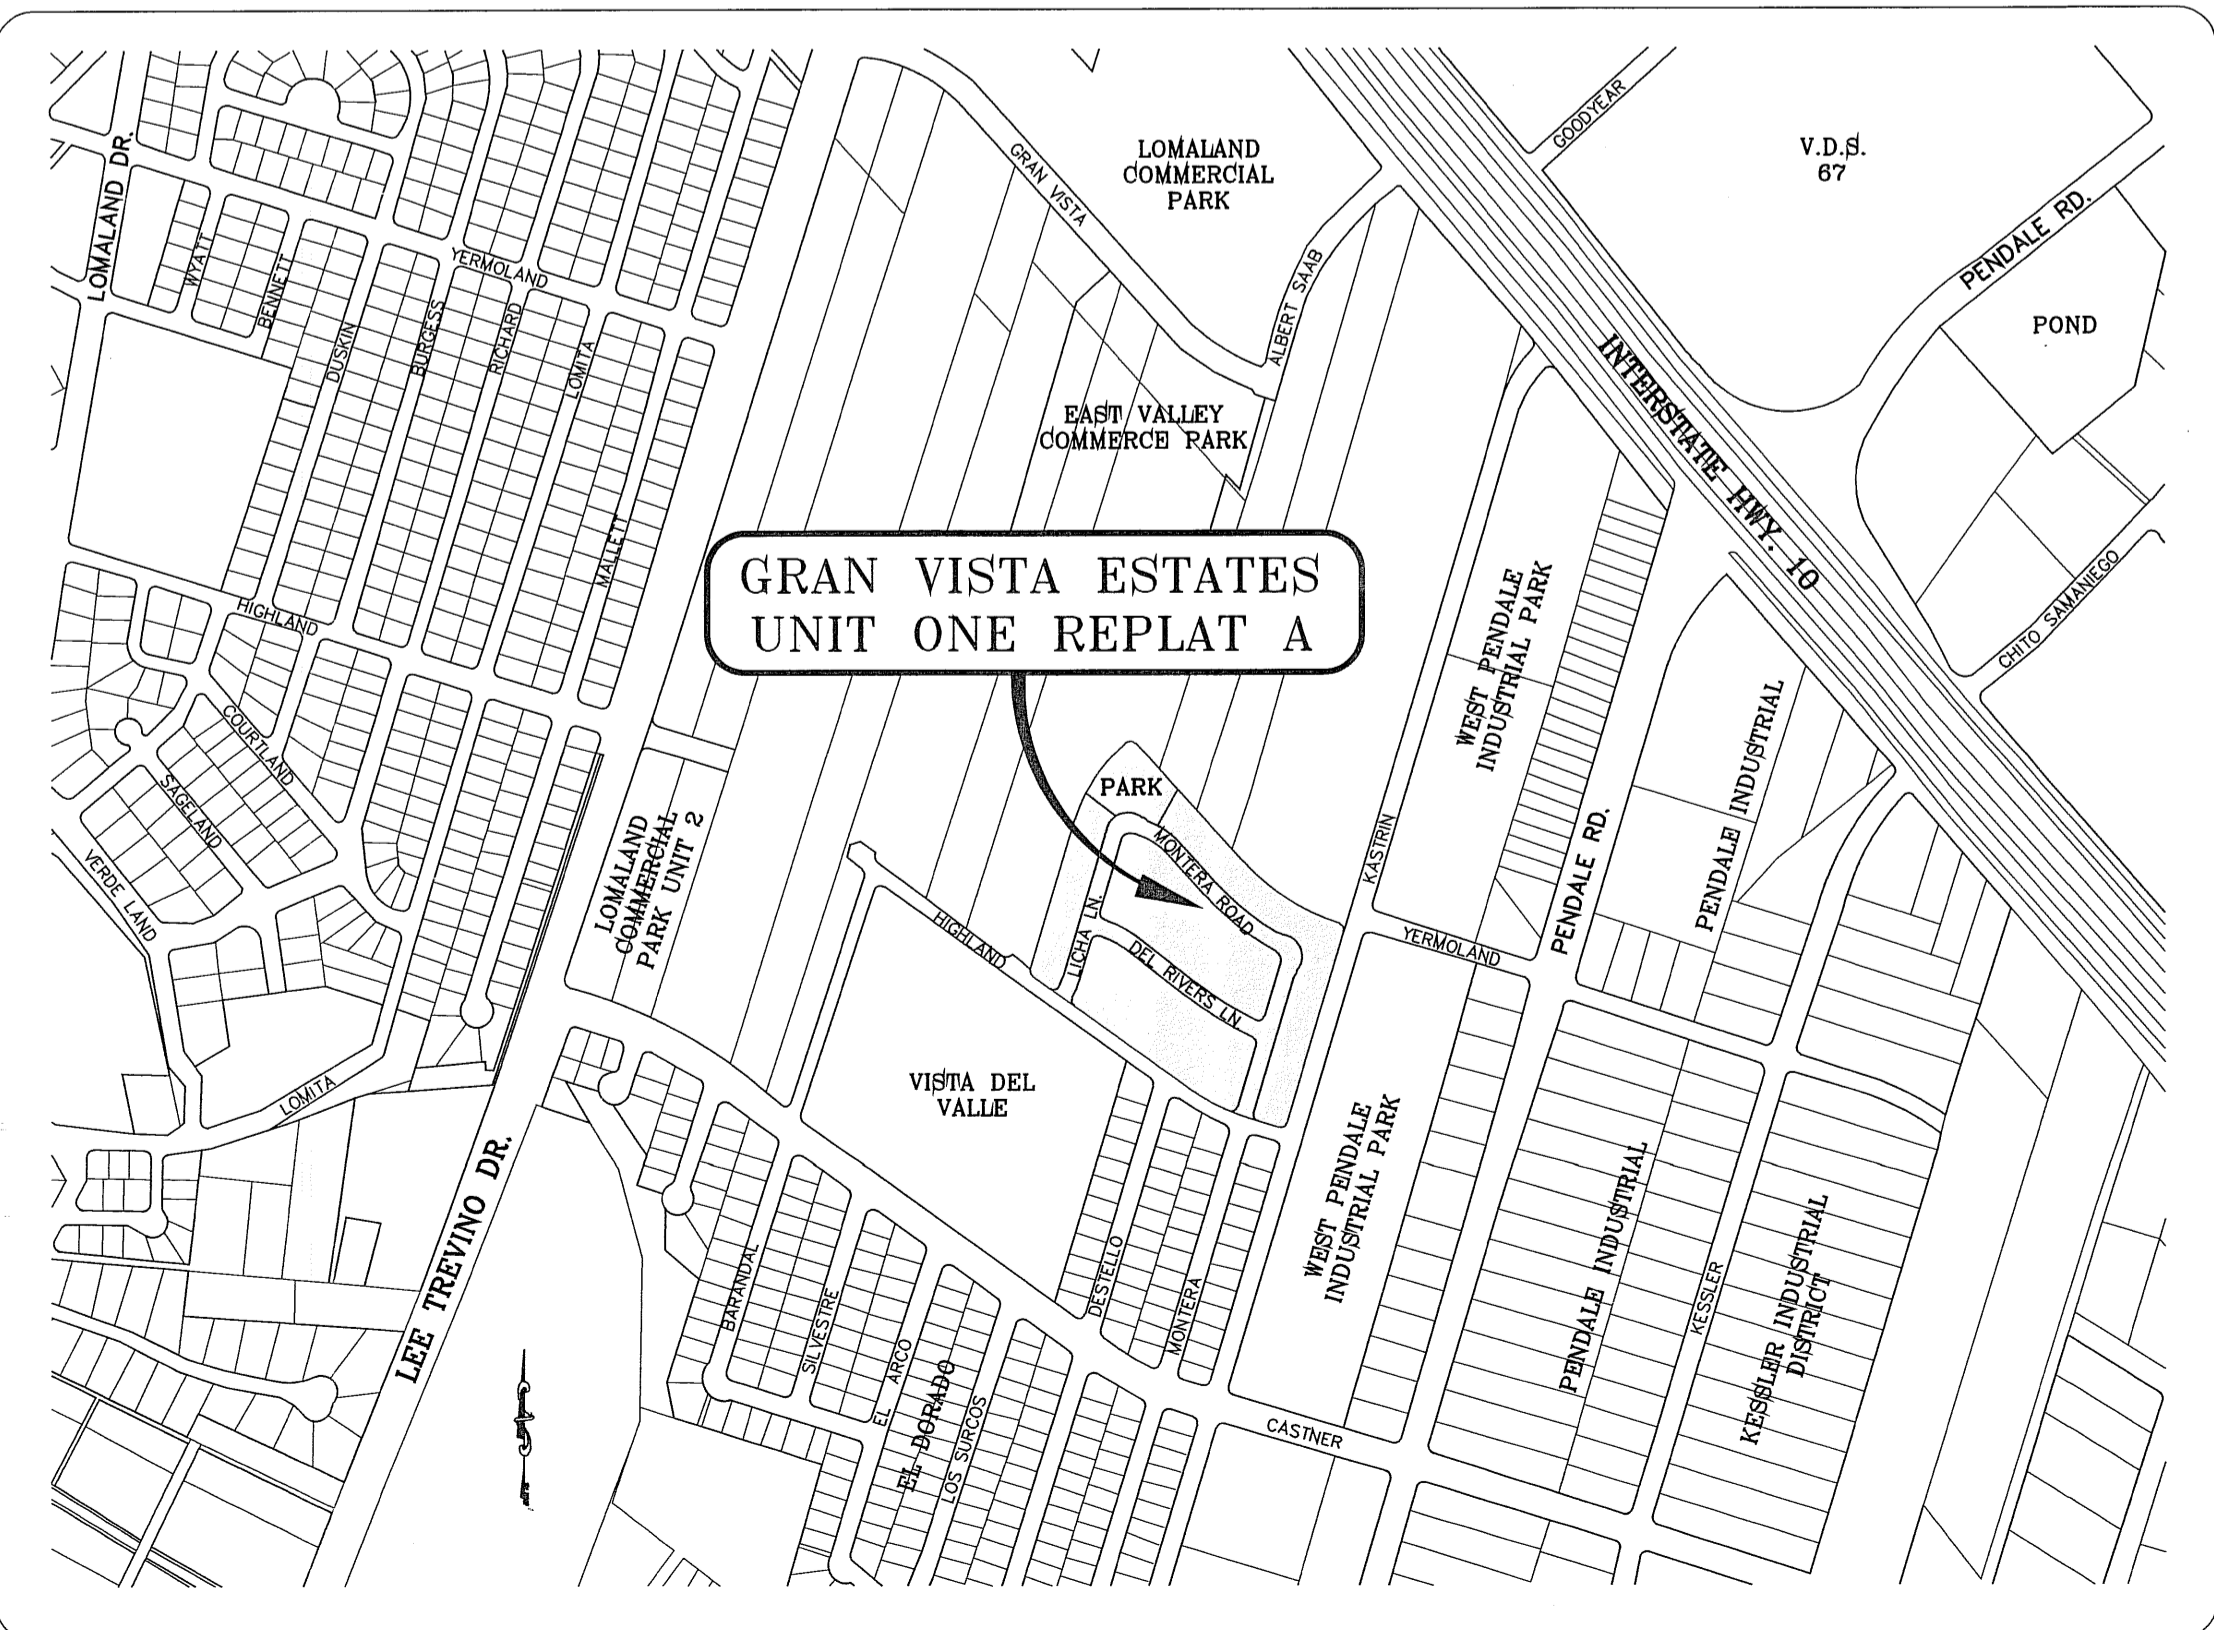 LOMALAND DR.
WYATT
BENNETT
DUSKIN
BURGESS
YERMOLAND
RICHARD
LOMITA
MALLETT
HIGHLAND
COURTLAND
SAGELAND
VERDE LAND
LOMITA
LEE TREVINO DR.
LOMALAND
COMMERCIAL
PARK UNIT 2
GRAN VISTA
LOMALAND
COMMERCIAL
PARK
ALBERT SAAB
EAST VALLEY
COMMERCE PARK
GOODYEAR
V.D.S.
67
PENDALE RD.
POND
INTERSTATE HWY. 10
CHITO SAMANIEGO
GRAN VISTA ESTATES
UNIT ONE REPLAT A
WEST PENDALE
INDUSTRIAL PARK
PENDALE INDUSTRIAL
PENDALE RD.
KASTRIN
YERMOLAND
PARK
MONTERA ROAD
LICHA LN.
DEL RIVERS LN
HIGHLAND
VISTA DEL
VALLE
WEST PENDALE
INDUSTRIAL PARK
PENDALE INDUSTRIAL
KESSLER
KESSLER INDUSTRIAL
DISTRICT
BARANDAL
SILVESTRE
EL ARCO
EL DORADO
LOS SURCOS
DESTELLO
MONTERA
CASTNER